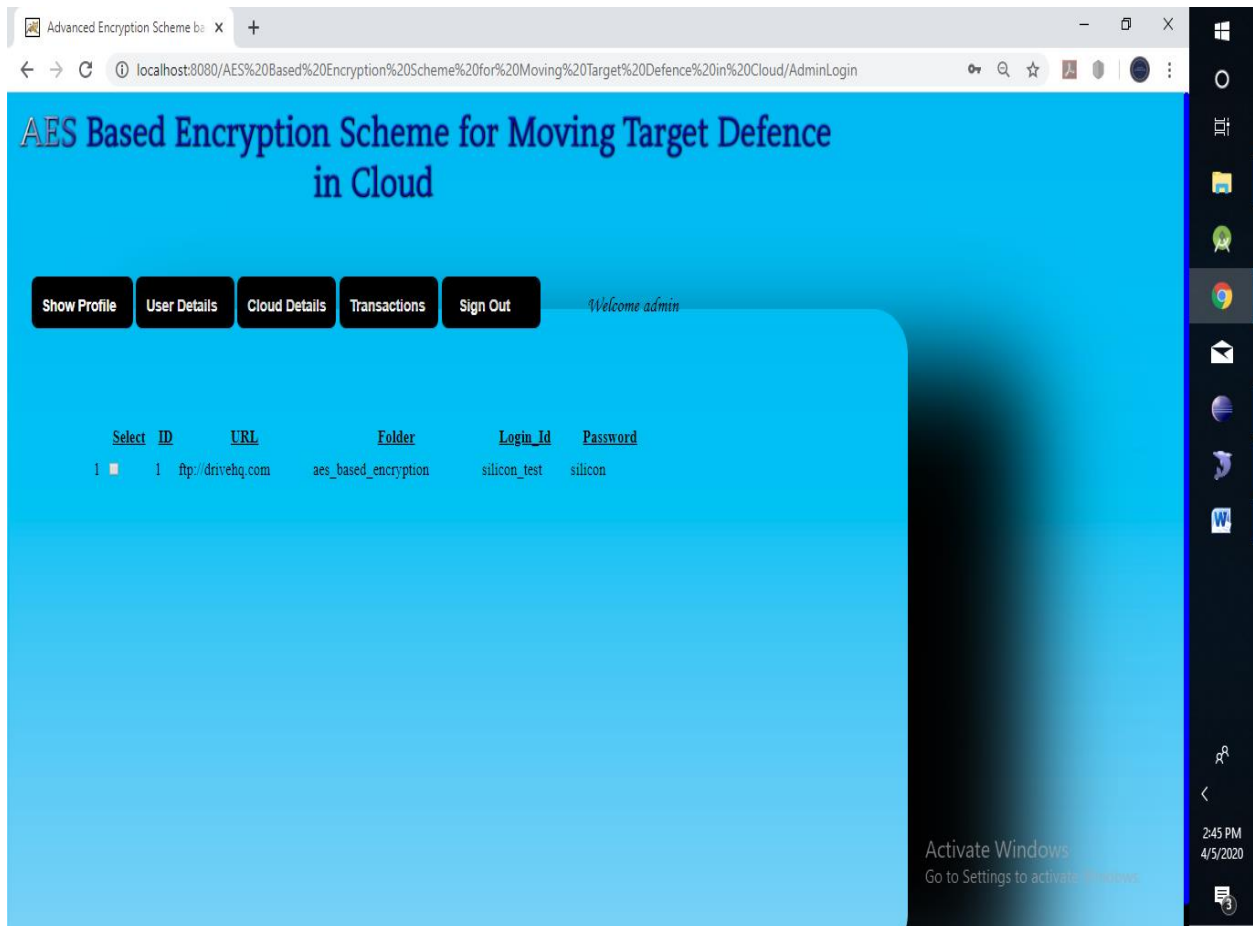 Advanced Encryption Scheme ba
localhost:8080/AES%20Based%20Encryption%20Scheme%20for%20Moving%20Target%20Defence%20in%20Cloud/AdminLogin
AES Based Encryption Scheme for Moving Target Defence
in Cloud
Show Profile User Details Cloud Details Transactions Sign Out Welcome admin
Select ID URL Folder Login_Id Password
1 1 ftp://drivehq.com aes_based_encryption silicon_test silicon
Activate Windows
Go to Settings to activate Windows.
2:45 PM
4/5/2020
3